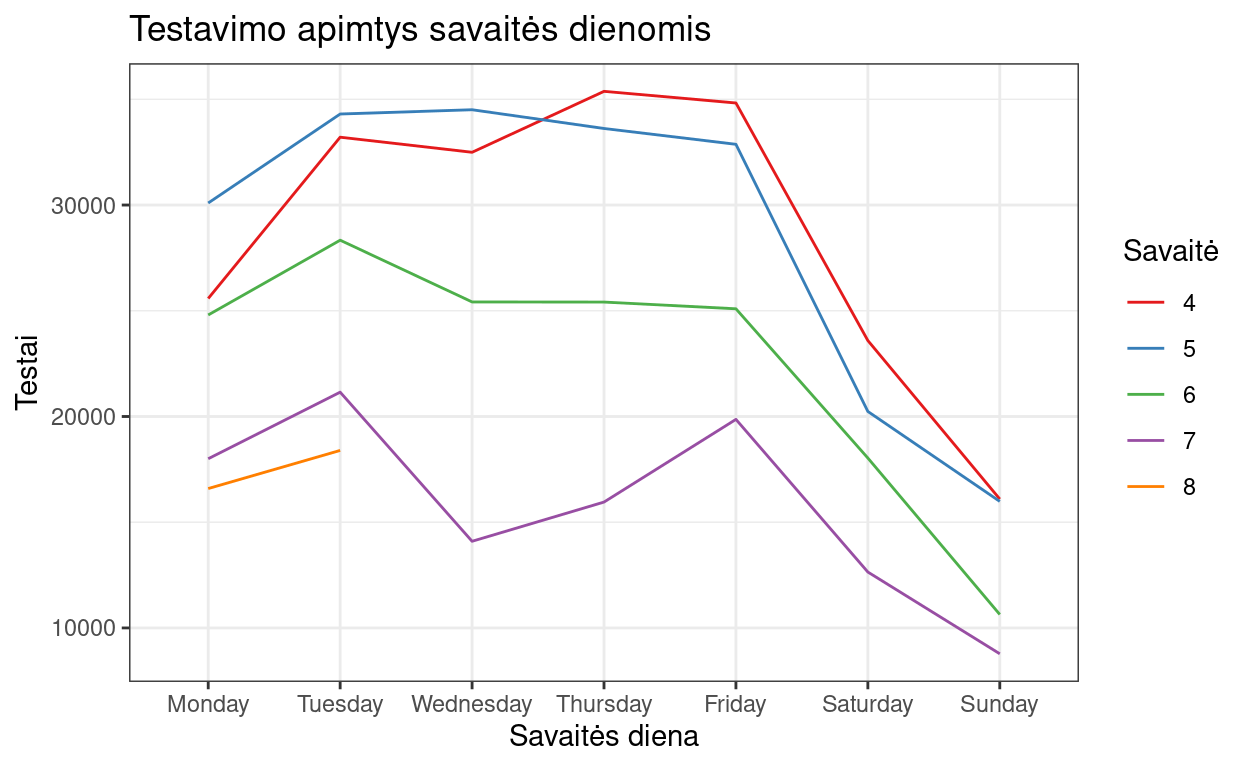 Testavimo apimtys savaitės dienomis
Testai
30000
20000
10000
Monday Tuesday Wednesday Thursday Friday Saturday Sunday
Savaitės diena
Savaitė
4
5
6
7
8